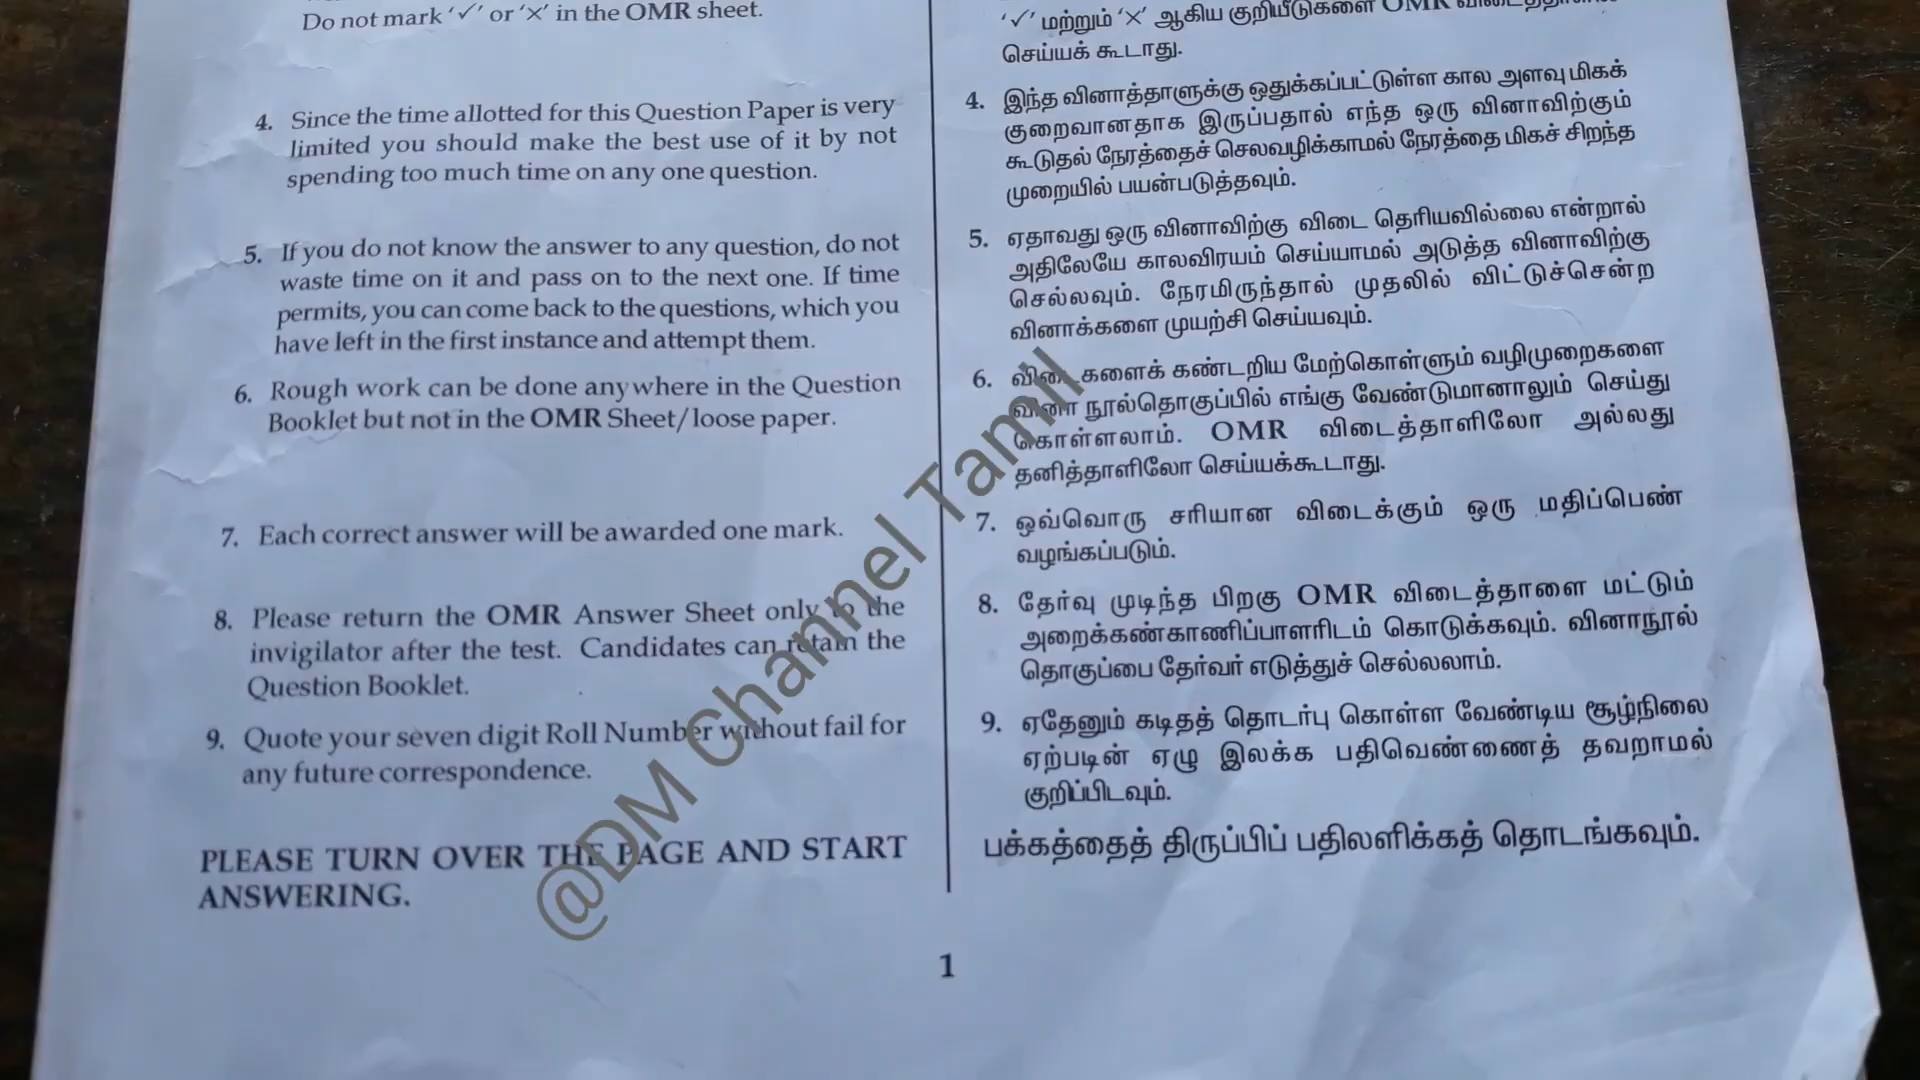 Do not mark ‘✓’ or ‘✕’ in the OMR sheet.
4. Since the time allotted for this Question Paper is very
limited you should make the best use of it by not
spending too much time on any one question.
5. If you do not know the answer to any question, do not
waste time on it and pass on to the next one. If time
permits, you can come back to the questions, which you
have left in the first instance and attempt them.
6. Rough work can be done anywhere in the Question
Booklet but not in the OMR Sheet/loose paper.
7. Each correct answer will be awarded one mark.
8. Please return the OMR Answer Sheet only to the
invigilator after the test. Candidates can retain the
Question Booklet.
9. Quote your seven digit Roll Number without fail for
any future correspondence.
PLEASE TURN OVER THE PAGE AND START
ANSWERING.
‘✓’ மற்றும் ‘✕’ ஆகிய குறியீடுகளை OMR
செய்யக் கூடாது.
4. இந்த வினாத்தாளுக்கு ஒதுக்கப்பட்டுள்ள கால அளவு மிகக்
குறைவானதாக இருப்பதால் எந்த ஒரு வினாவிற்கும்
கூடுதல் நேரத்தைச் செலவழிக்காமல் நேரத்தை மிகச் சிறந்த
முறையில் பயன்படுத்தவும்.
5. ஏதாவது ஒரு வினாவிற்கு விடை தெரியவில்லை என்றால்
அதிலேயே காலவிரயம் செய்யாமல் அடுத்த வினாவிற்கு
செல்லவும். நேரமிருந்தால் முதலில் விட்டுச்சென்ற
வினாக்களை முயற்சி செய்யவும்.
6. விடைகளைக் கண்டறிய மேற்கொள்ளும் வழிமுறைகளை
வினா நூல்தொகுப்பில் எங்கு வேண்டுமானாலும் செய்து
கொள்ளலாம். OMR விடைத்தாளிலோ அல்லது
தனித்தாளிலோ செய்யக்கூடாது.
7. ஒவ்வொரு சரியான விடைக்கும் ஒரு மதிப்பெண்
வழங்கப்படும்.
8. தேர்வு முடிந்த பிறகு OMR விடைத்தாளை மட்டும்
அறைக்கண்காணிப்பாளரிடம் கொடுக்கவும். வினாநூல்
தொகுப்பை தேர்வர் எடுத்துச் செல்லலாம்.
9. ஏதேனும் கடிதத் தொடர்பு கொள்ள வேண்டிய சூழ்நிலை
ஏற்படின் ஏழு இலக்க பதிவெண்ணைத் தவறாமல்
குறிப்பிடவும்.
பக்கத்தைத் திருப்பிப் பதிலளிக்கத் தொடங்கவும்.
1
@DM Channel Tamil